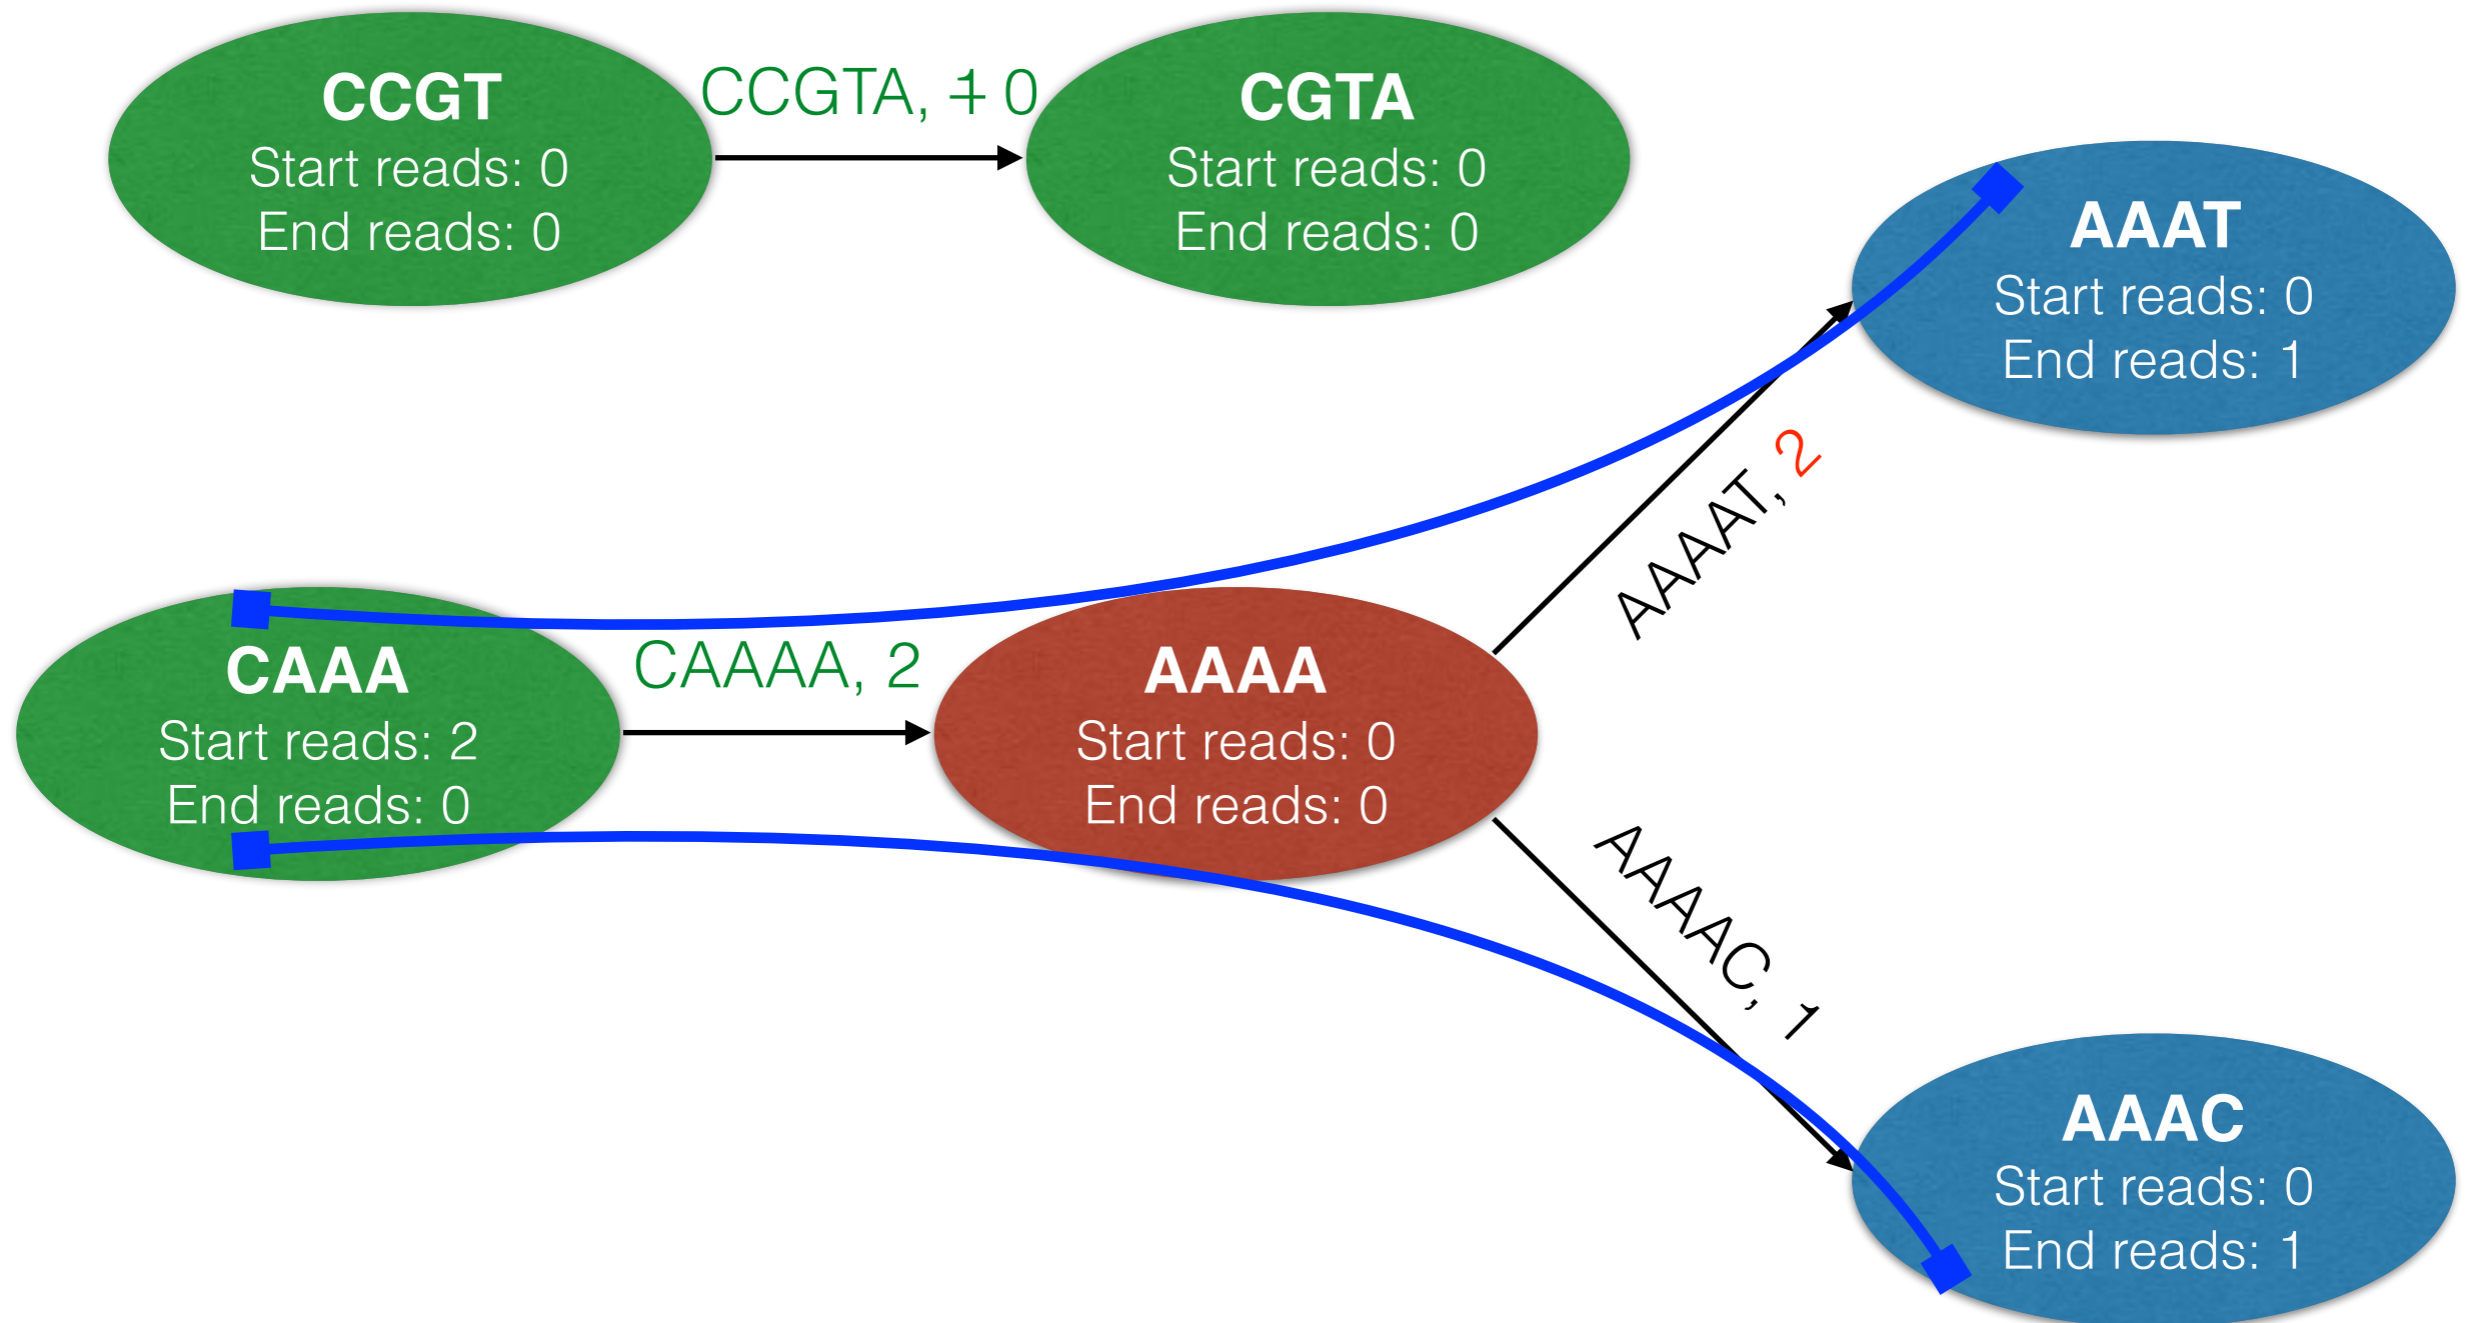 CCGT
Start reads: 0
End reads: 0
CCGTA, 1 0
CGTA
Start reads: 0
End reads: 0
AAAT
Start reads: 0
End reads: 1
AAAAT, 2
CAAA
Start reads: 2
End reads: 0
CAAAA, 2
AAAA
Start reads: 0
End reads: 0
AAAAC, 1
AAAC
Start reads: 0
End reads: 1